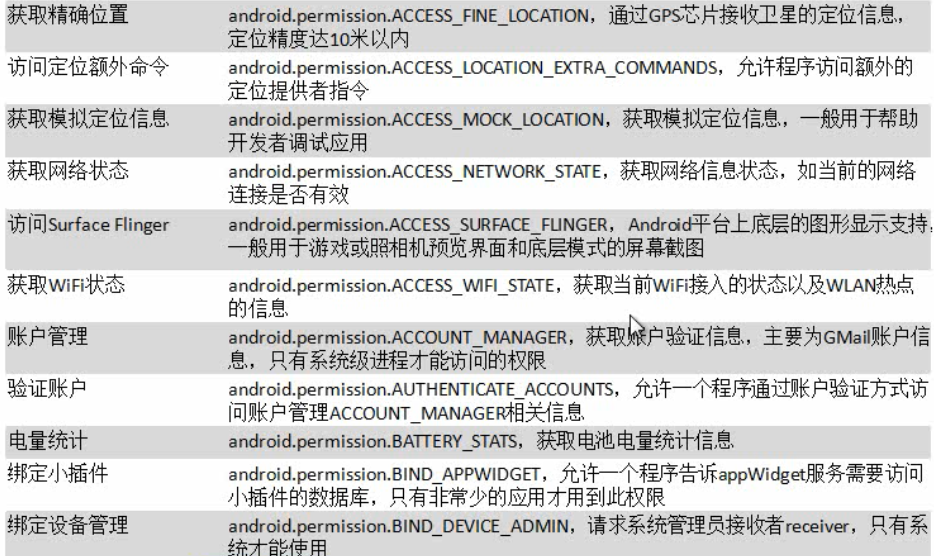 获取精确位置 android.permission.ACCESS_FINE_LOCATION，通过GPS芯片接收卫星的定位信息，
定位精度达10米以内
访问定位额外命令 android.permission.ACCESS_LOCATION_EXTRA_COMMANDS，允许程序访问额外的
定位提供者指令
获取模拟定位信息 android.permission.ACCESS_MOCK_LOCATION，获取模拟定位信息，一般用于帮助
开发者调试应用
获取网络状态 android.permission.ACCESS_NETWORK_STATE，获取网络信息状态，如当前的网络
连接是否有效
访问Surface Flinger android.permission.ACCESS_SURFACE_FLINGER，Android平台上底层的图形显示支持，
一般用于游戏或照相机预览界面和底层模式的屏幕截图
获取WiFi状态 android.permission.ACCESS_WIFI_STATE，获取当前WiFi接入的状态以及WLAN热点
的信息
账户管理 android.permission.ACCOUNT_MANAGER，获取账户验证信息，主要为GMail账户信
息，只有系统级进程才能访问的权限
验证账户 android.permission.AUTHENTICATE_ACCOUNTS，允许一个程序通过账户验证方式访
问账户管理ACCOUNT_MANAGER相关信息
电量统计 android.permission.BATTERY_STATS，获取电池电量统计信息
绑定小插件 android.permission.BIND_APPWIDGET，允许一个程序告诉appWidget服务需要访问
小插件的数据库，只有非常少的应用才用到此权限
绑定设备管理 android.permission.BIND_DEVICE_ADMIN，请求系统管理员接收者receiver，只有系
统才能使用